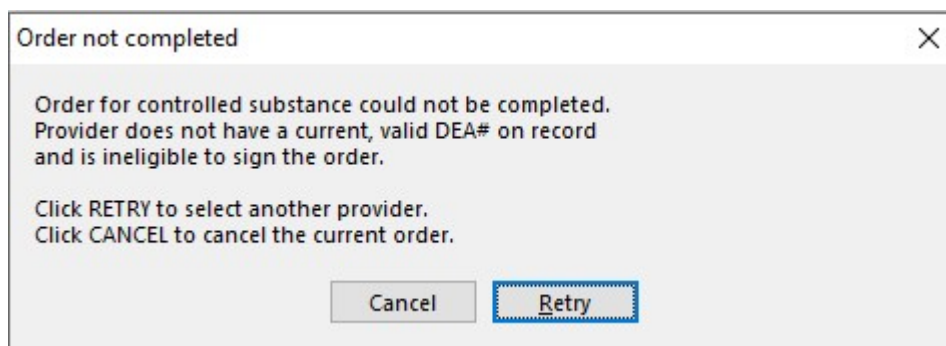 Order not completed
Order for controlled substance could not be completed.
Provider does not have a current, valid DEA# on record
and is ineligible to sign the order.
Click RETRY to select another provider.
Click CANCEL to cancel the current order.
Cancel
Retry